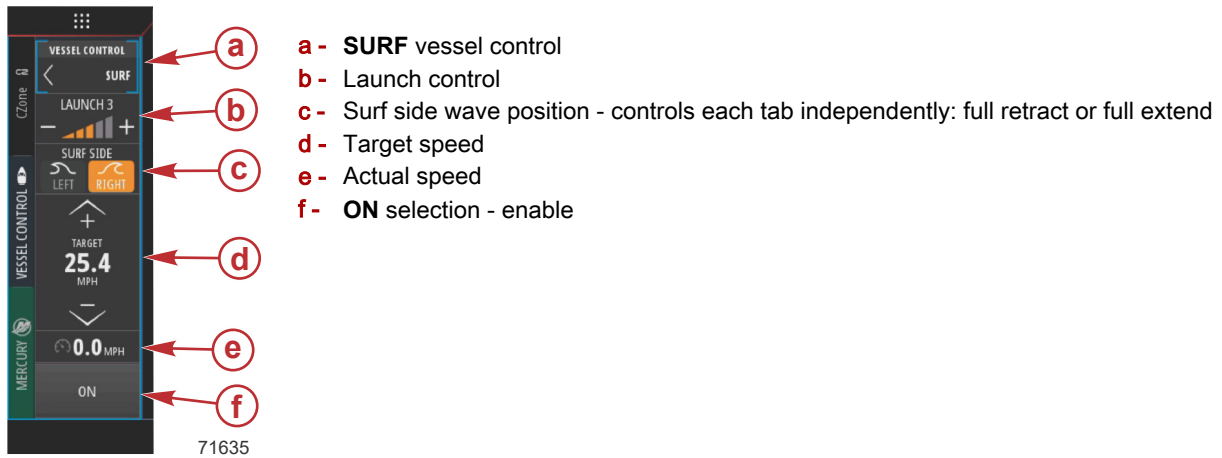 VESSEL CONTROL
SURF
LAUNCH 3
− +
SURF SIDE
LEFT RIGHT
+
TARGET
25.4
MPH
−
0.0 MPH
ON
CZone
VESSEL CONTROL
MERCURY
a
b
c
d
e
f
a - SURF vessel control
b - Launch control
c - Surf side wave position - controls each tab independently: full retract or full extend
d - Target speed
e - Actual speed
f - ON selection - enable
71635